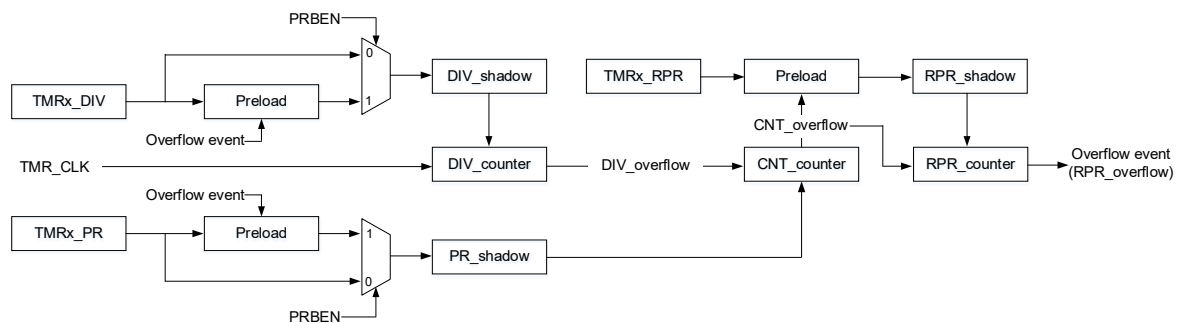 PRBEN
0
DIV_shadow
TMRx_RPR
Preload
RPR_shadow
TMRx_DIV
Preload
1
Overflow event
CNT_overflow
TMR_CLK
DIV_counter
DIV_overflow
CNT_counter
RPR_counter
Overflow event
(RPR_overflow)
Overflow event
TMRx_PR
Preload
1
PR_shadow
0
PRBEN